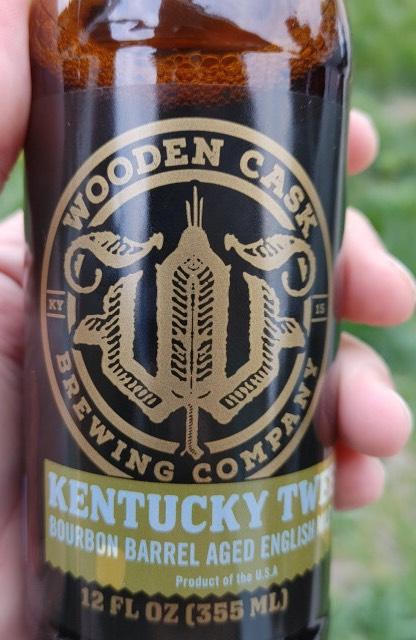 WOODEN CASK
KY 15
BREWING COMPANY
KENTUCKY
BOURBON BARREL AGED ENGLISH
Product of the U.S.A
12 FL OZ (355 ML)